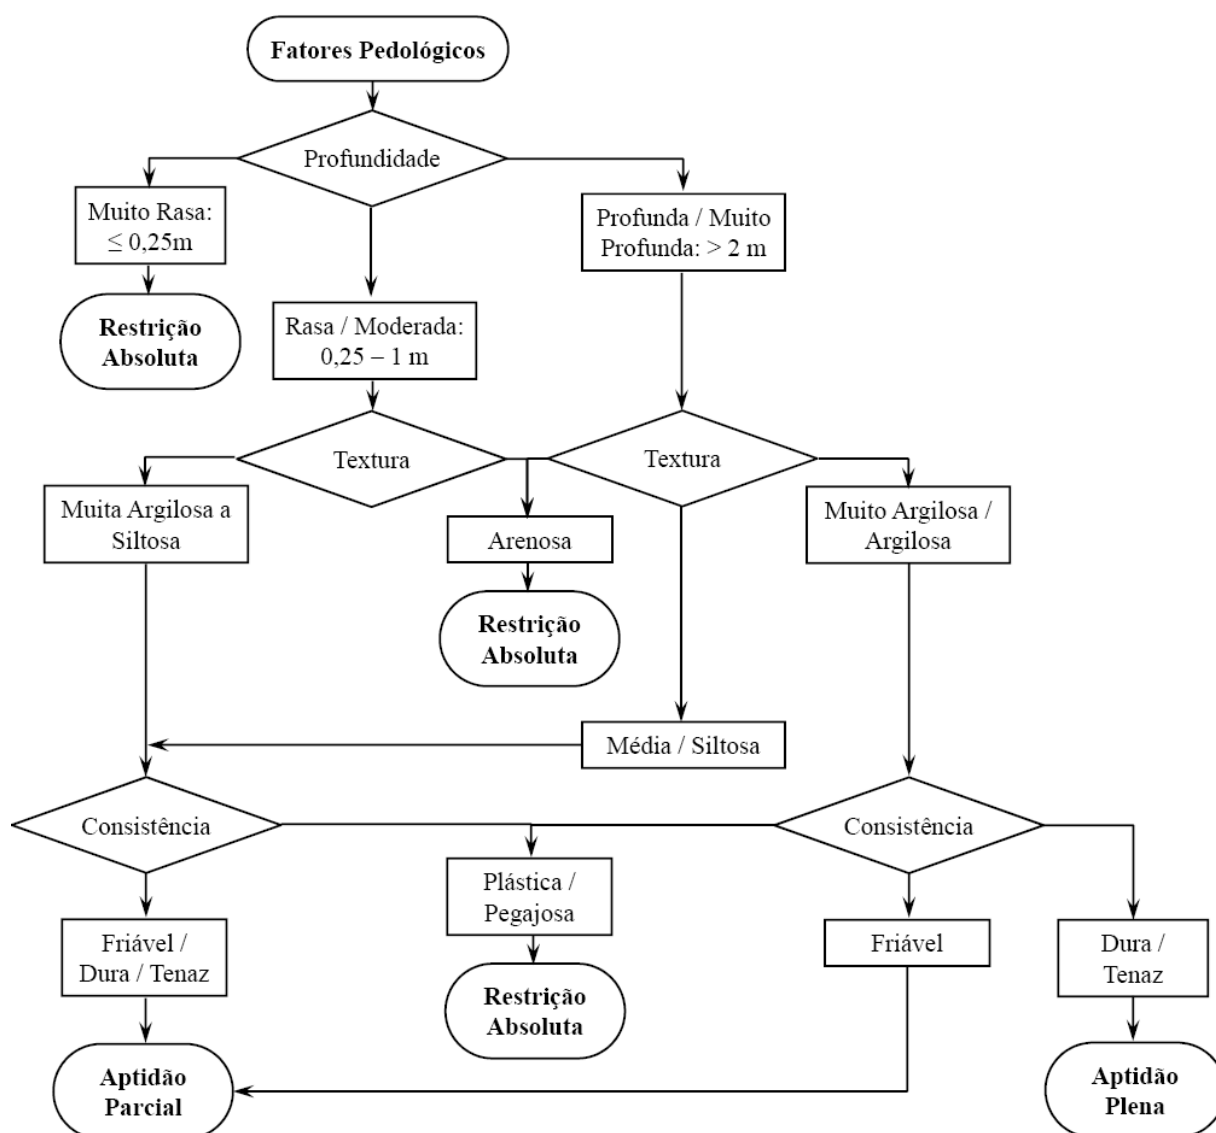 Fatores Pedológicos
Profundidade
Muito Rasa:
≤ 0,25m
Profunda / Muito
Profunda: > 2 m
Restrição
Absoluta
Rasa / Moderada:
0,25 – 1 m
Textura
Textura
Muita Argilosa a
Siltosa
Arenosa
Muito Argilosa /
Argilosa
Restrição
Absoluta
Média / Siltosa
Consistência
Consistência
Plástica /
Pegajosa
Friável /
Dura / Tenaz
Friável
Dura /
Tenaz
Restrição
Absoluta
Aptidão
Parcial
Aptidão
Plena